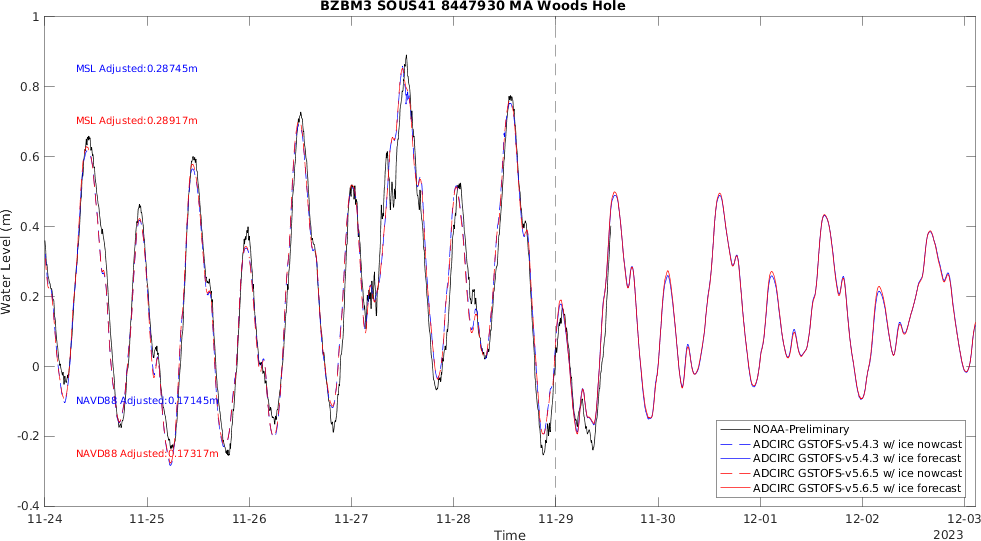 BZBM3 SOUS41 8447930 MA Woods Hole
1
0.8
0.6
0.4
0.2
0
-0.2
-0.4
Water Level (m)
MSL Adjusted:0.28745m
MSL Adjusted:0.28917m
NAVD88 Adjusted:0.17145m
NAVD88 Adjusted:0.17317m
NOAA-Preliminary
ADCIRC GSTOFS-v5.4.3 w/ ice nowcast
ADCIRC GSTOFS-v5.4.3 w/ ice forecast
ADCIRC GSTOFS-v5.6.5 w/ ice nowcast
ADCIRC GSTOFS-v5.6.5 w/ ice forecast
11-24 11-25 11-26 11-27 11-28 11-29 11-30 12-01 12-02 12-03
Time
2023